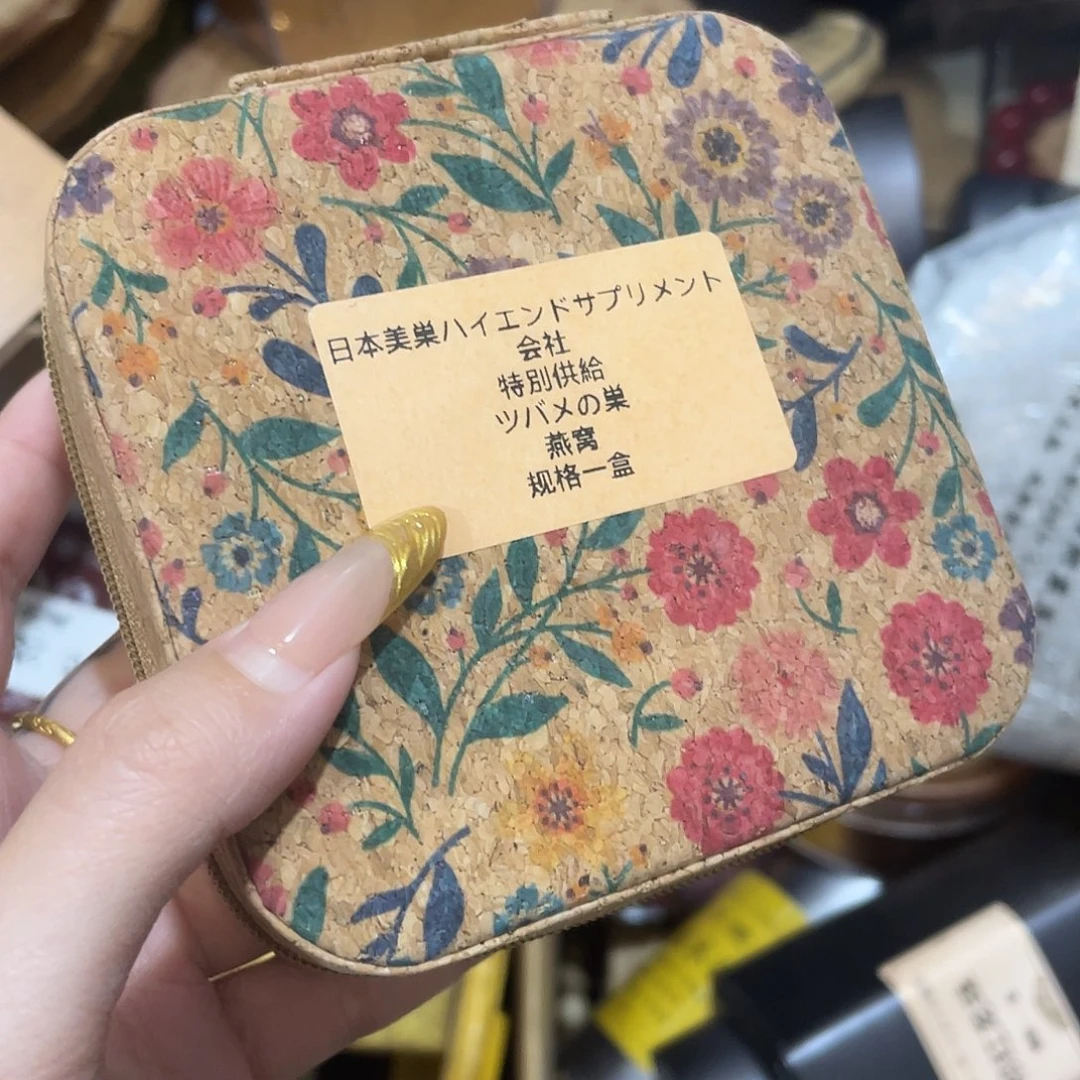 日本美巣ハイエンドサプリメント
会社
特別供給
ツバメの巣
燕窝
规格一盒